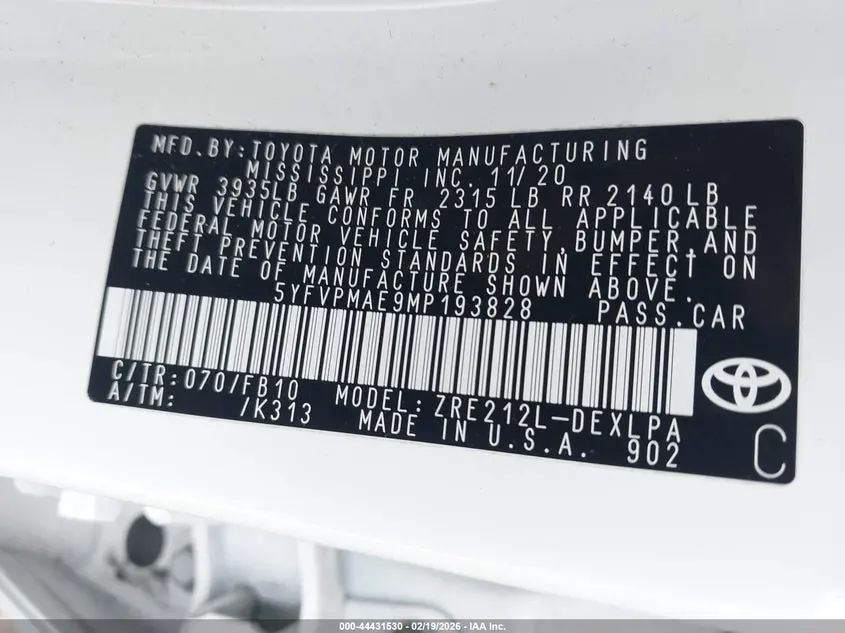 MFD.BY:TOYOTA MOTOR MANUFACTURING
MISSISSIPPI INC. 11/20
GVWR 3935LB GAWR FR 2315 LB RR 2140 LB
THIS VEHICLE CONFORMS TO ALL APPLICABLE
FEDERAL MOTOR VEHICLE SAFETY,BUMPER,AND
THEFT PREVENTION STANDARDS IN EFFECT ON
THE DATE OF MANUFACTURE SHOWN ABOVE.
5YFVPMAE9MP193828 PASS.CAR
C/TR:070/FB10 MODEL:ZRE212L-DEXLPA
A/TM: /K313 MADE IN U.S.A. 902
C
000-44431530 - 02/19/2026 - IAA Inc.